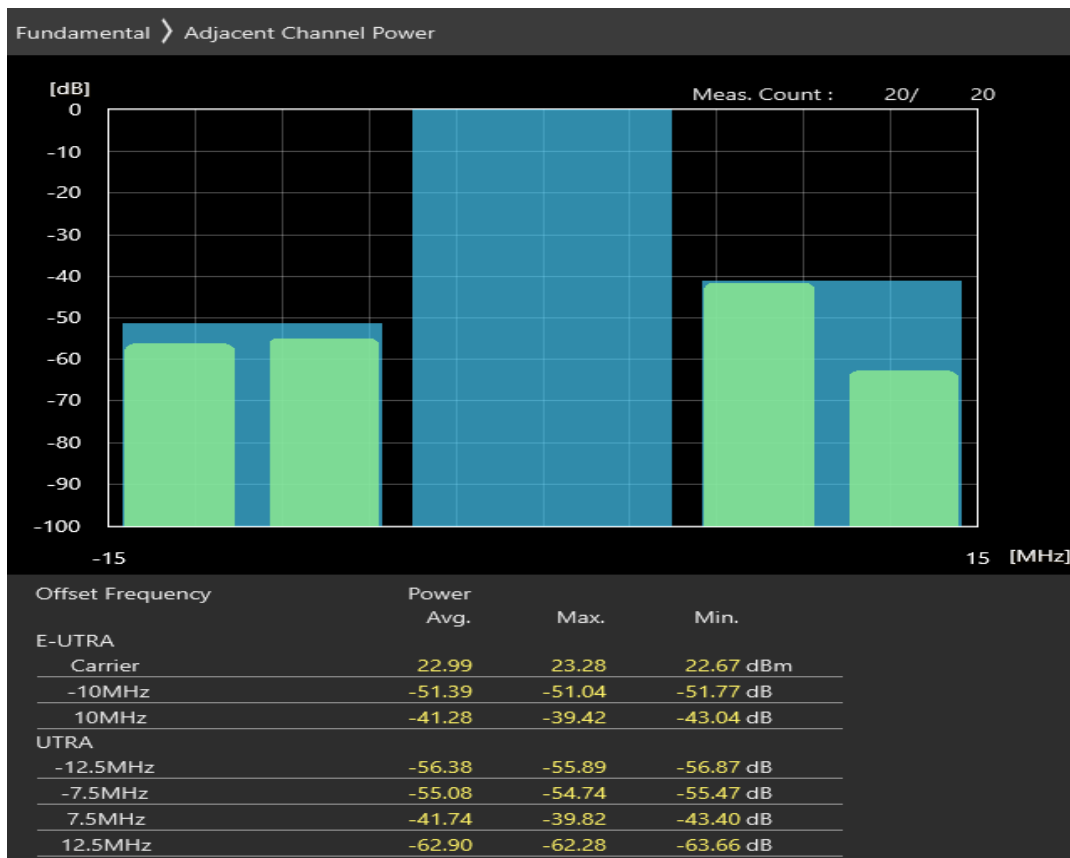 Fundamental 〉 Adjacent Channel Power
[dB]
Meas. Count : 20/ 20
0
-10
-20
-30
-40
-50
-60
-70
-80
-90
-100
-15 15 [MHz]
Offset Frequency Power
Avg. Max. Min.
E-UTRA
Carrier 22.99 23.28 22.67 dBm
-10MHz -51.39 -51.04 -51.77 dB
10MHz -41.28 -39.42 -43.04 dB
UTRA
-12.5MHz -56.38 -55.89 -56.87 dB
-7.5MHz -55.08 -54.74 -55.47 dB
7.5MHz -41.74 -39.82 -43.40 dB
12.5MHz -62.90 -62.28 -63.66 dB